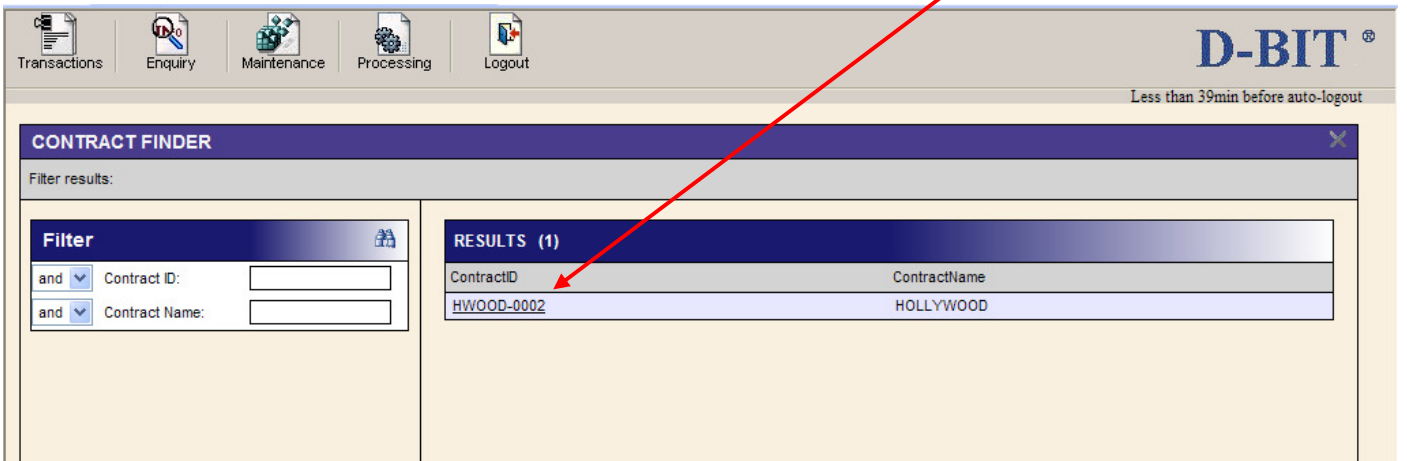 Transactions Enquiry Maintenance Processing Logout
D-BIT ®
Less than 39min before auto-logout
CONTRACT FINDER
Filter results:
Filter
and Contract ID:
and Contract Name:
RESULTS (1)
ContractID ContractName
HWOOD-0002 HOLLYWOOD